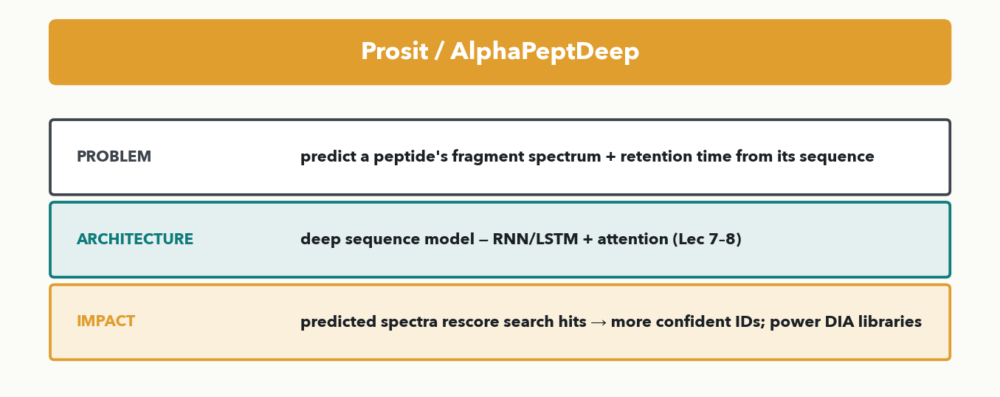 Prosit / AlphaPeptDeep
PROBLEM predict a peptide's fragment spectrum + retention time from its sequence
ARCHITECTURE deep sequence model — RNN/LSTM + attention (Lec 7–8)
IMPACT predicted spectra rescore search hits → more confident IDs; power DIA libraries